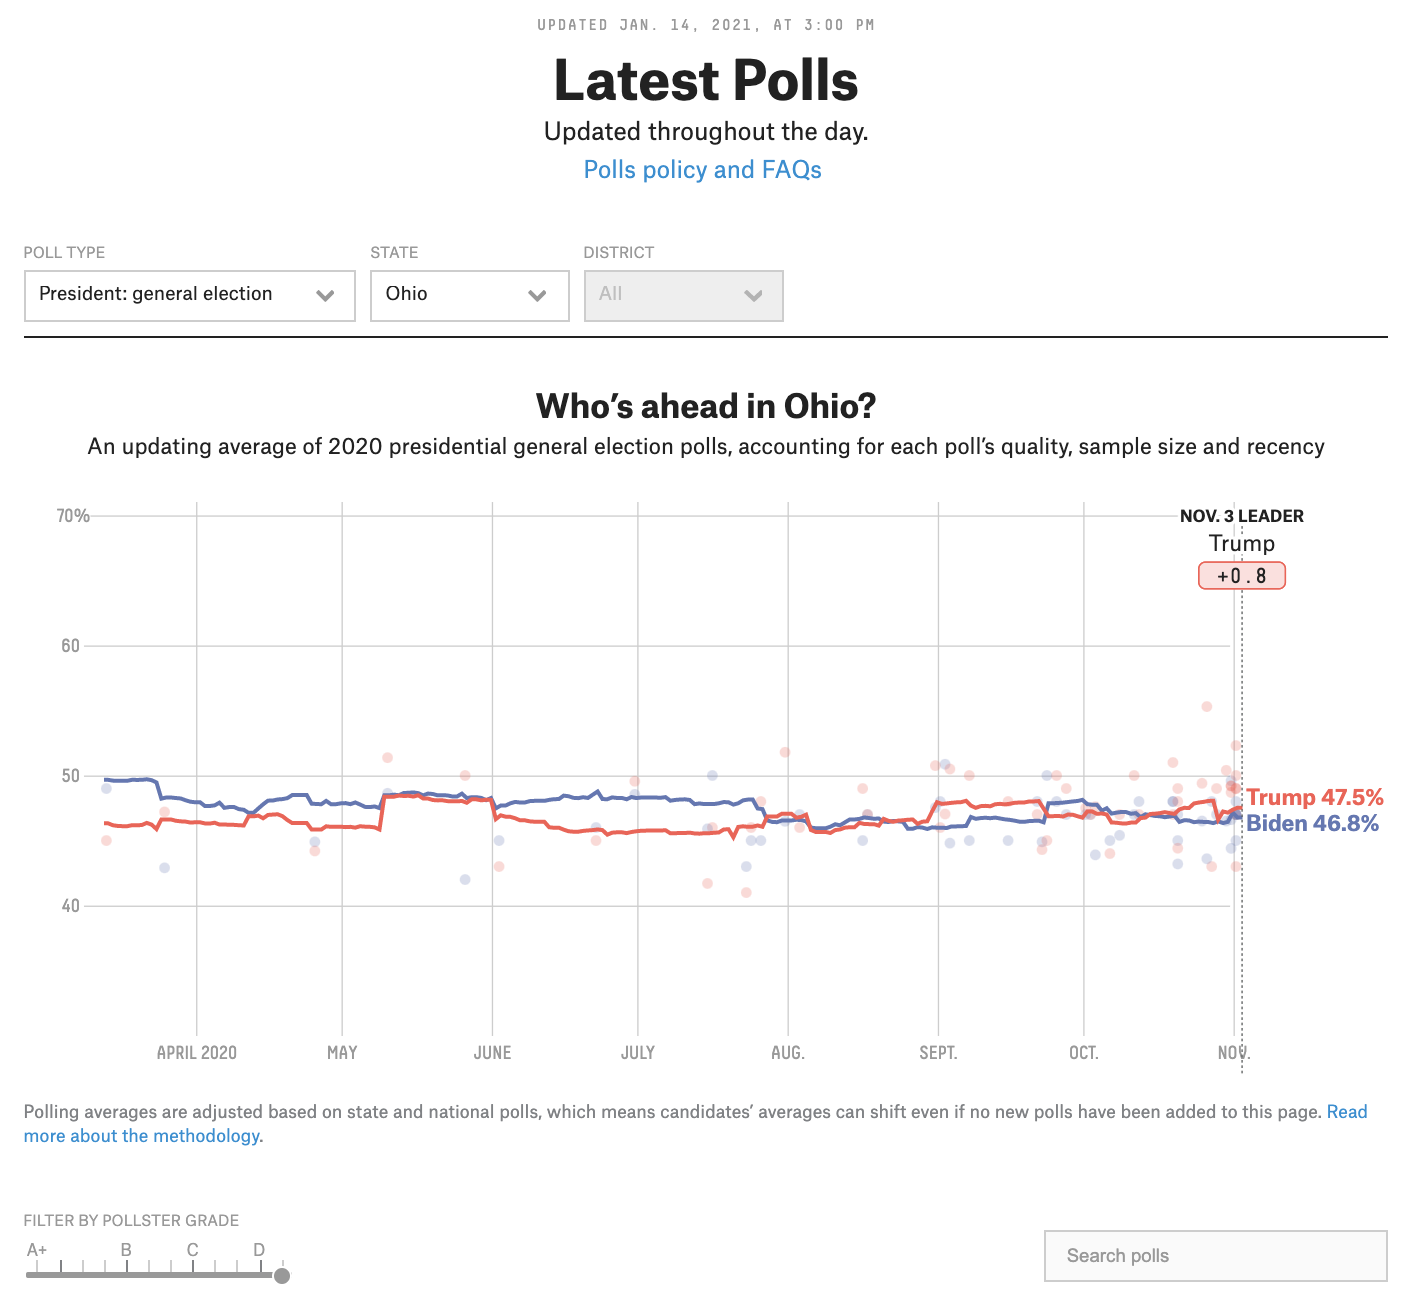 UPDATED JAN. 14, 2021, AT 3:00 PM
Latest Polls
Updated throughout the day.
Polls policy and FAQs
POLL TYPE
STATE
DISTRICT
President: general election
Ohio
All
Who's ahead in Ohio?
An updating average of 2020 presidential general election polls, accounting for each poll's quality, sample size and recency
70%
60
50
40
NOV. 3 LEADER
Trump
+0.8
Trump 47.5%
Biden 46.8%
APRIL 2020
MAY
JUNE
JULY
AUG.
SEPT.
OCT.
NOV.
Polling averages are adjusted based on state and national polls, which means candidates' averages can shift even if no new polls have been added to this page. Read
more about the methodology.
FILTER BY POLLSTER GRADE
A+ B C D
Search polls